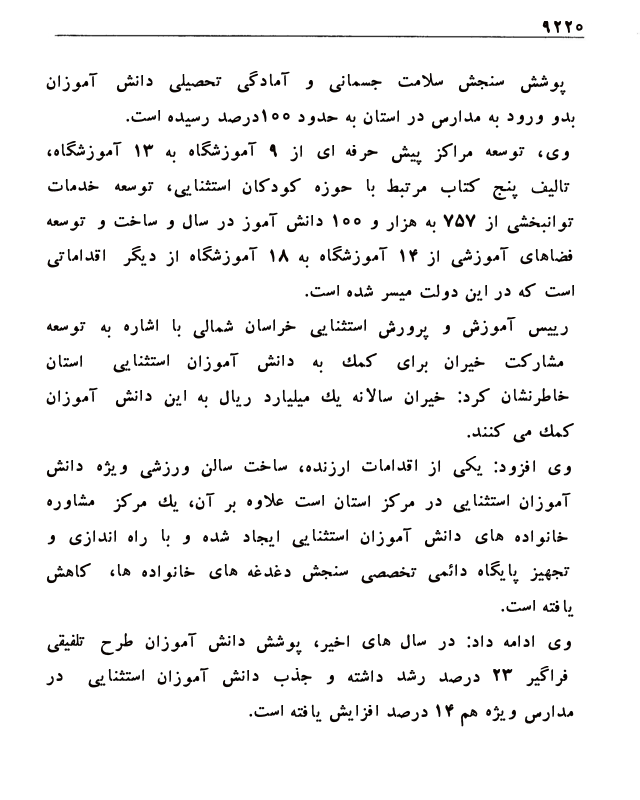 ۹۲۲۰
پوشش سنجش سلامت جسمانی و آمادگی تحصیلی دانش آموزان
بدو ورود به مدارس در استان به حدود ۱۰۰درصد رسیده است.
وی، توسعه مراکز پیش حرفه ای از ۹ آموزشگاه به ۱۳ آموزشگاه،
تالیف پنج کتاب مرتبط با حوزه کودکان استثنایی، توسعه خدمات
توانبخشی از ۷۵۷ به هزار و ۱۰۰ دانش آموز در سال و ساخت و توسعه
فضاهای آموزشی از ۱۴ آموزشگاه به ۱۸ آموزشگاه از دیگر اقداماتی
است که در این دولت میسر شده است.
رییس آموزش و پرورش استثنایی خراسان شمالی با اشاره به توسعه
مشارکت خیران برای کمك به دانش آموزان استثنایی استان
خاطرنشان کرد: خیران سالانه یك میلیارد ریال به این دانش آموزان
کمك می کنند.
وی افزود: یکی از اقدامات ارزنده، ساخت سالن ورزشی ویژه دانش
آموزان استثنایی در مرکز استان است علاوه بر آن، یك مرکز مشاوره
خانواده های دانش آموزان استثنایی ایجاد شده و با راه اندازی و
تجهیز پایگاه دائمی تخصصی سنجش دغدغه های خانواده ها، کاهش
یافته است.
وی ادامه داد: در سال های اخیر، پوشش دانش آموزان طرح تلفیقی
فراگیر ۲۳ درصد رشد داشته و جذب دانش آموزان استثنایی در
مدارس ویژه هم ۱۴ درصد افزایش یافته است.